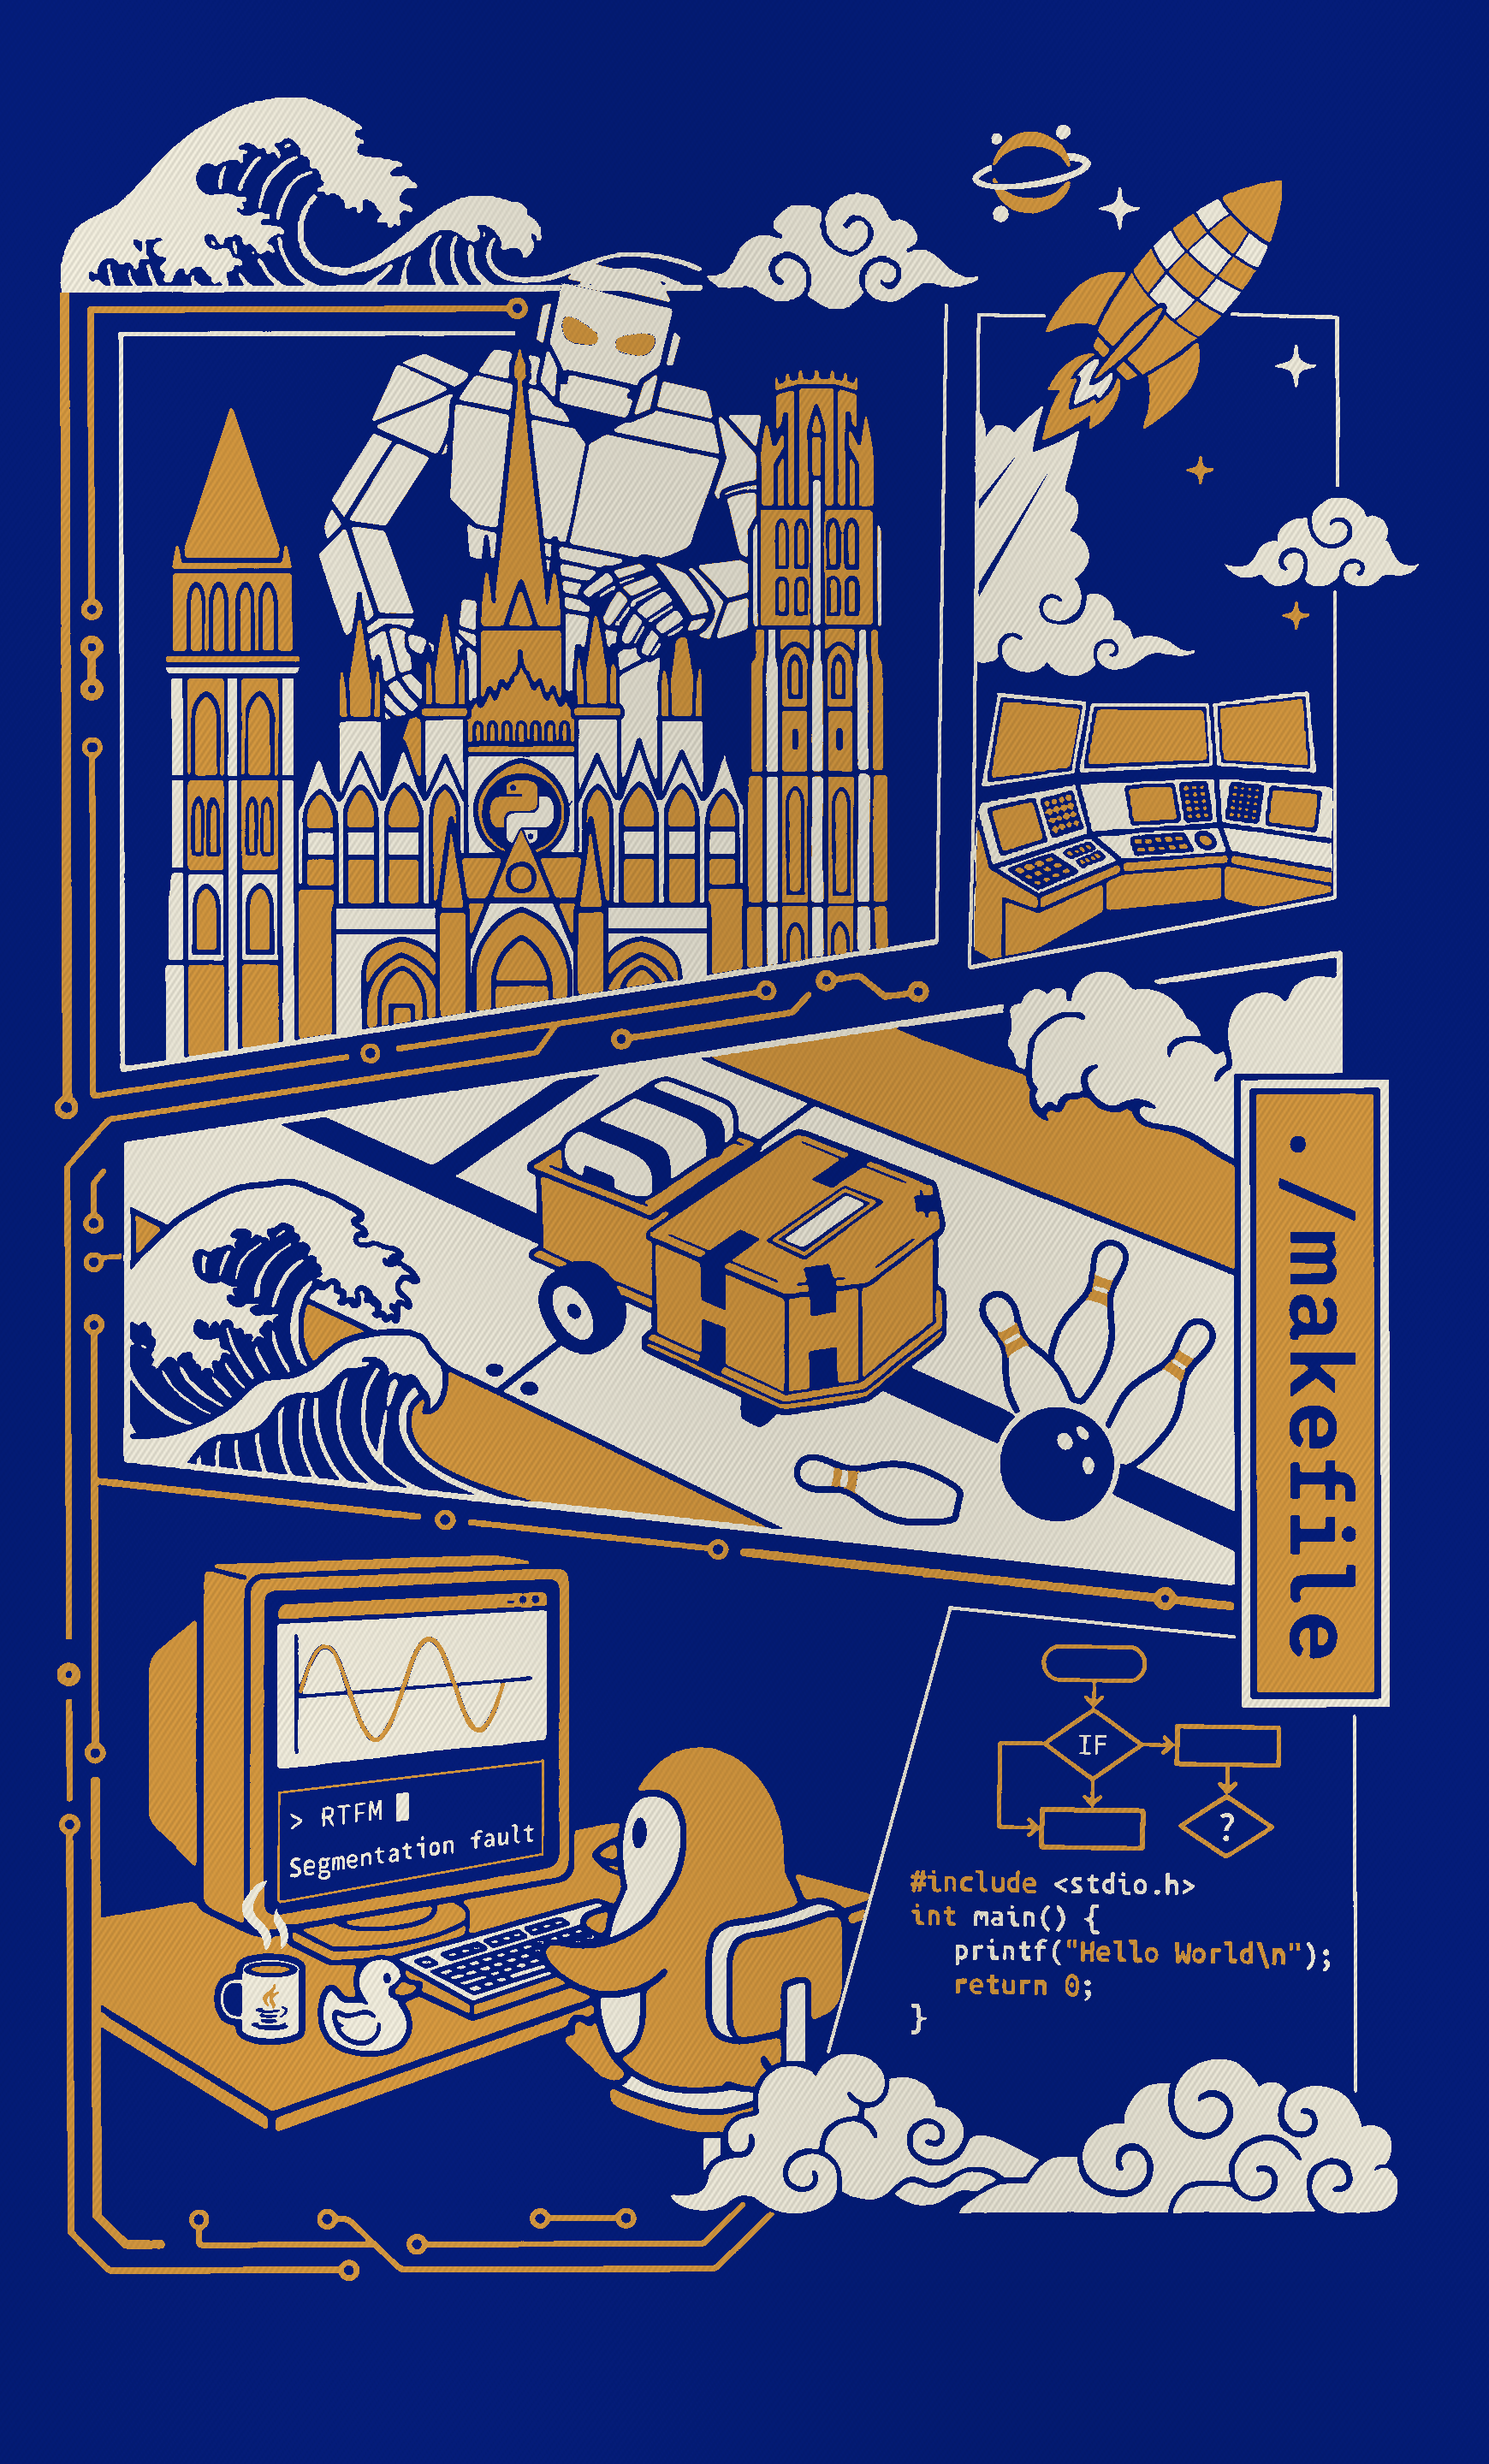 ./makefile
> RTFM
Segmentation fault
IF
?
#include <stdio.h>
int main() {
printf("Hello World\n");
return 0;
}